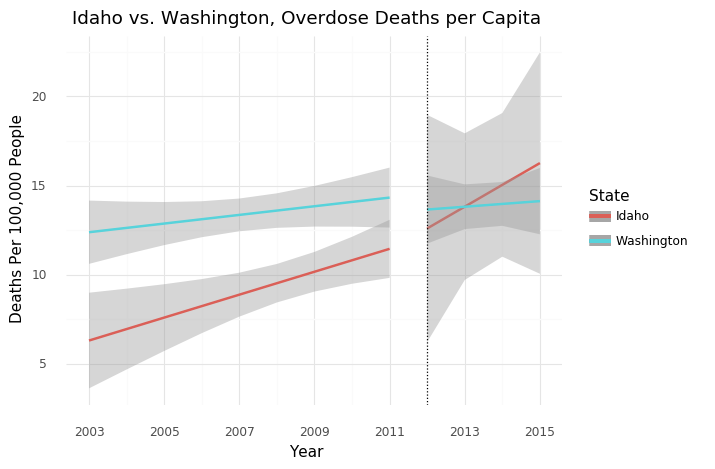 Idaho vs. Washington, Overdose Deaths per Capita
Deaths Per 100,000 People
20
15
10
5
2003 2005 2007 2009 2011 2013 2015
Year
State
Idaho
Washington